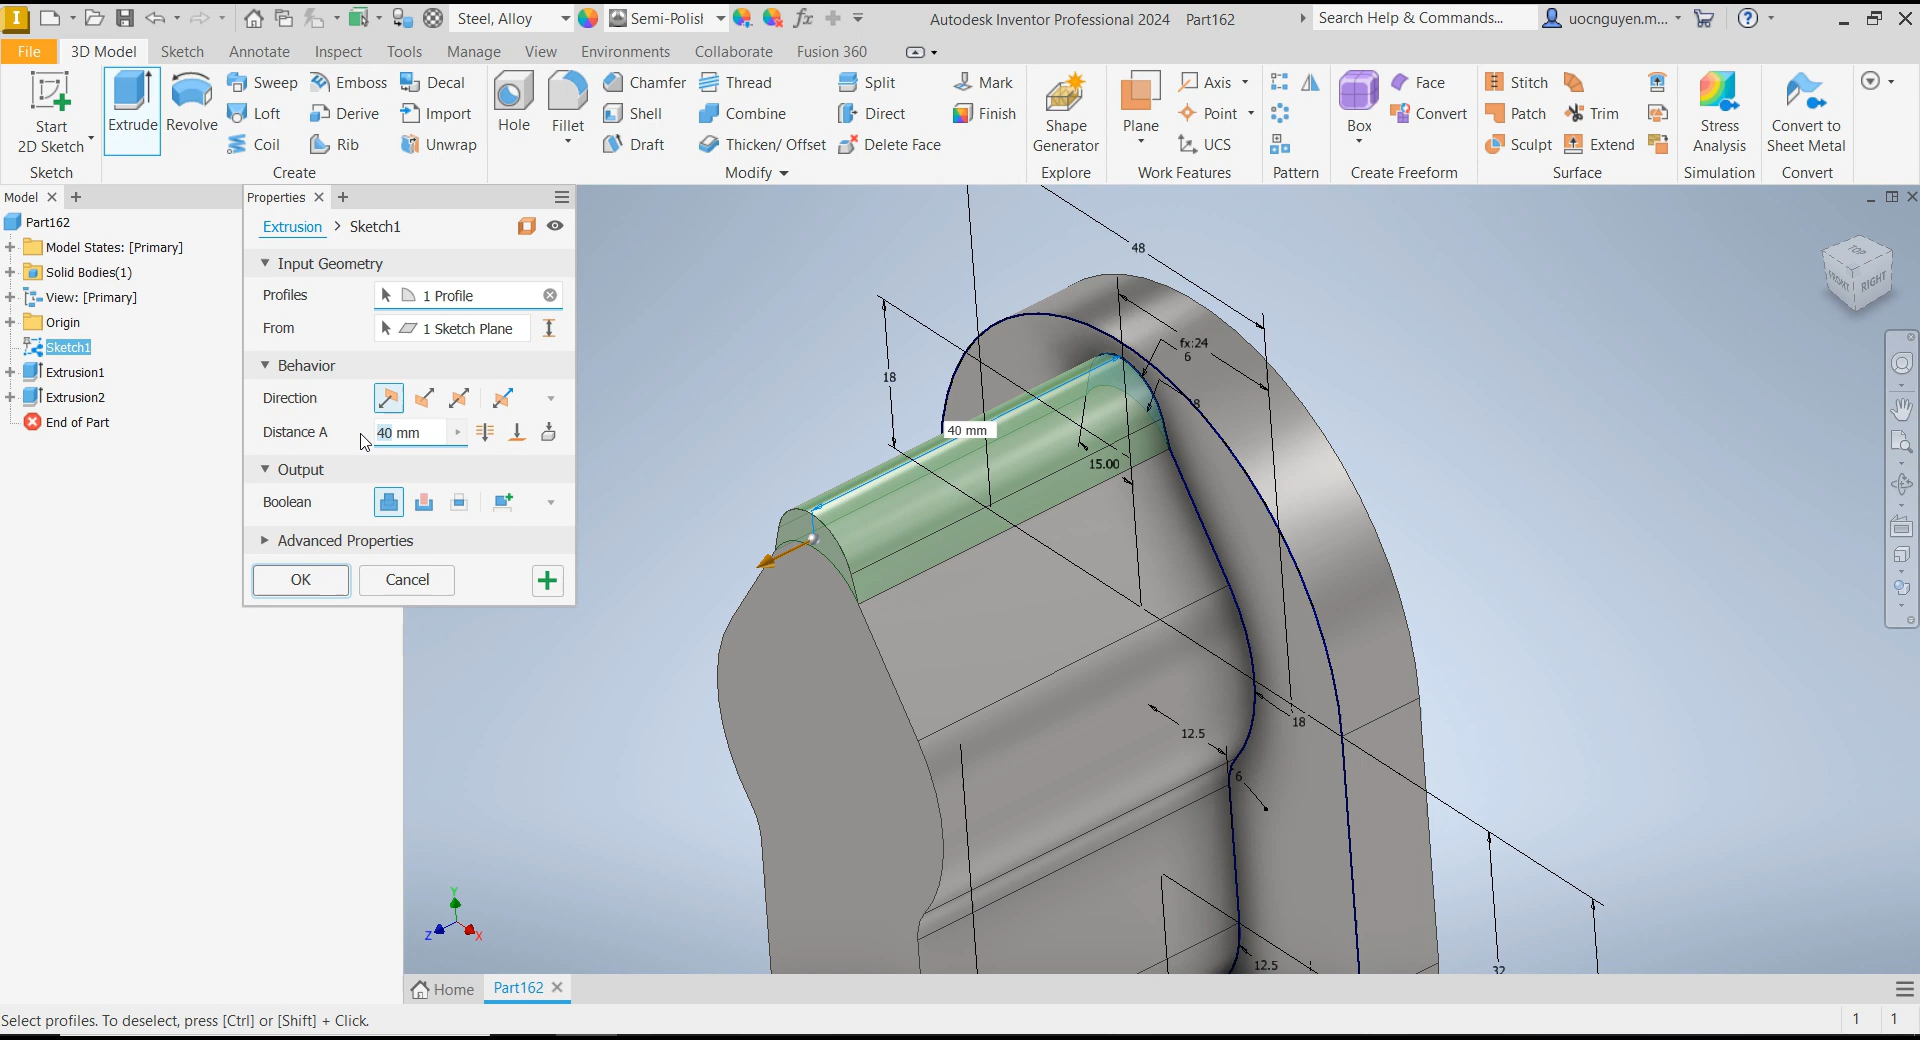 Steel, Alloy
Semi-Polish
Autodesk Inventor Professional 2024 Part162
Search Help & Commands...
uocnguyen.m...
File 3D Model Sketch Annotate Inspect Tools Manage View Environments Collaborate Fusion 360
Start 2D Sketch
Sketch
Extrude
Revolve
Sweep
Loft
Coil
Emboss
Derive
Rib
Decal
Import
Unwrap
Create
Hole
Fillet
Chamfer
Shell
Draft
Thread
Combine
Thicken/ Offset
Split
Direct
Delete Face
Mark
Finish
Modify
Shape Generator
Explore
Plane
Axis
Point
UCS
Work Features
Pattern
Box
Face
Convert
Create Freeform
Stitch
Patch
Sculpt
Trim
Extend
Surface
Stress Analysis
Simulation
Convert to Sheet Metal
Convert
Model
Part162
Model States: [Primary]
Solid Bodies(1)
View: [Primary]
Origin
Sketch1
Extrusion1
Extrusion2
End of Part
Properties
Extrusion > Sketch1
Input Geometry
Profiles 1 Profile
From 1 Sketch Plane
Behavior
Direction
Distance A 40 mm
Output
Boolean
Advanced Properties
OK Cancel
48
fx:24
6
18
8
40 mm
15.00
18
12.5
6
12.5
32
TOP
FRONT
RIGHT
Y
Z
X
Home Part162
Select profiles. To deselect, press [Ctrl] or [Shift] + Click.
1 1